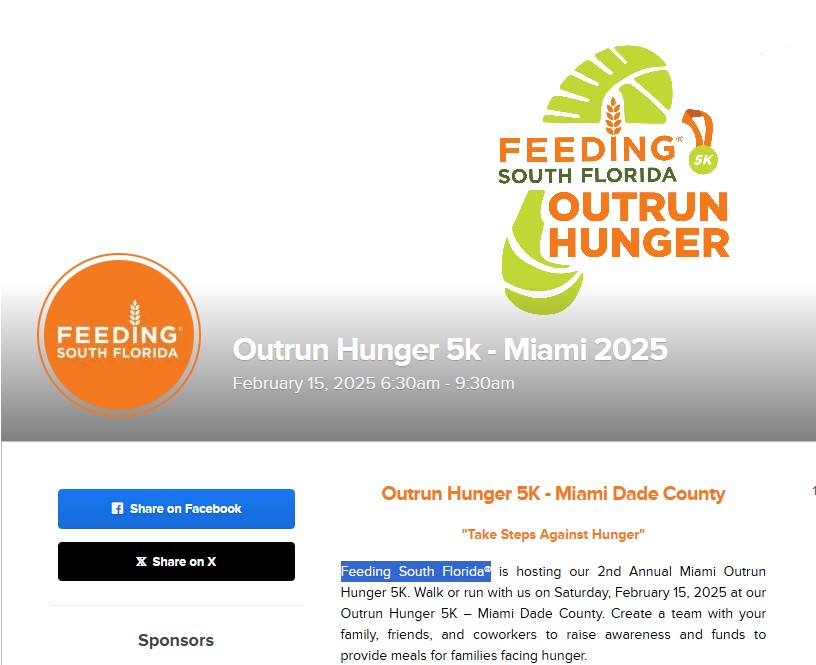 FEEDING®
SOUTH FLORIDA
5K
OUTRUN
HUNGER
FEEDING®
SOUTH FLORIDA
Outrun Hunger 5k - Miami 2025
February 15, 2025 6:30am - 9:30am
Share on Facebook
X Share on X
Sponsors
Outrun Hunger 5K - Miami Dade County
"Take Steps Against Hunger"
Feeding South Florida® is hosting our 2nd Annual Miami Outrun
Hunger 5K. Walk or run with us on Saturday, February 15, 2025 at our
Outrun Hunger 5K – Miami Dade County. Create a team with your
family, friends, and coworkers to raise awareness and funds to
provide meals for families facing hunger.